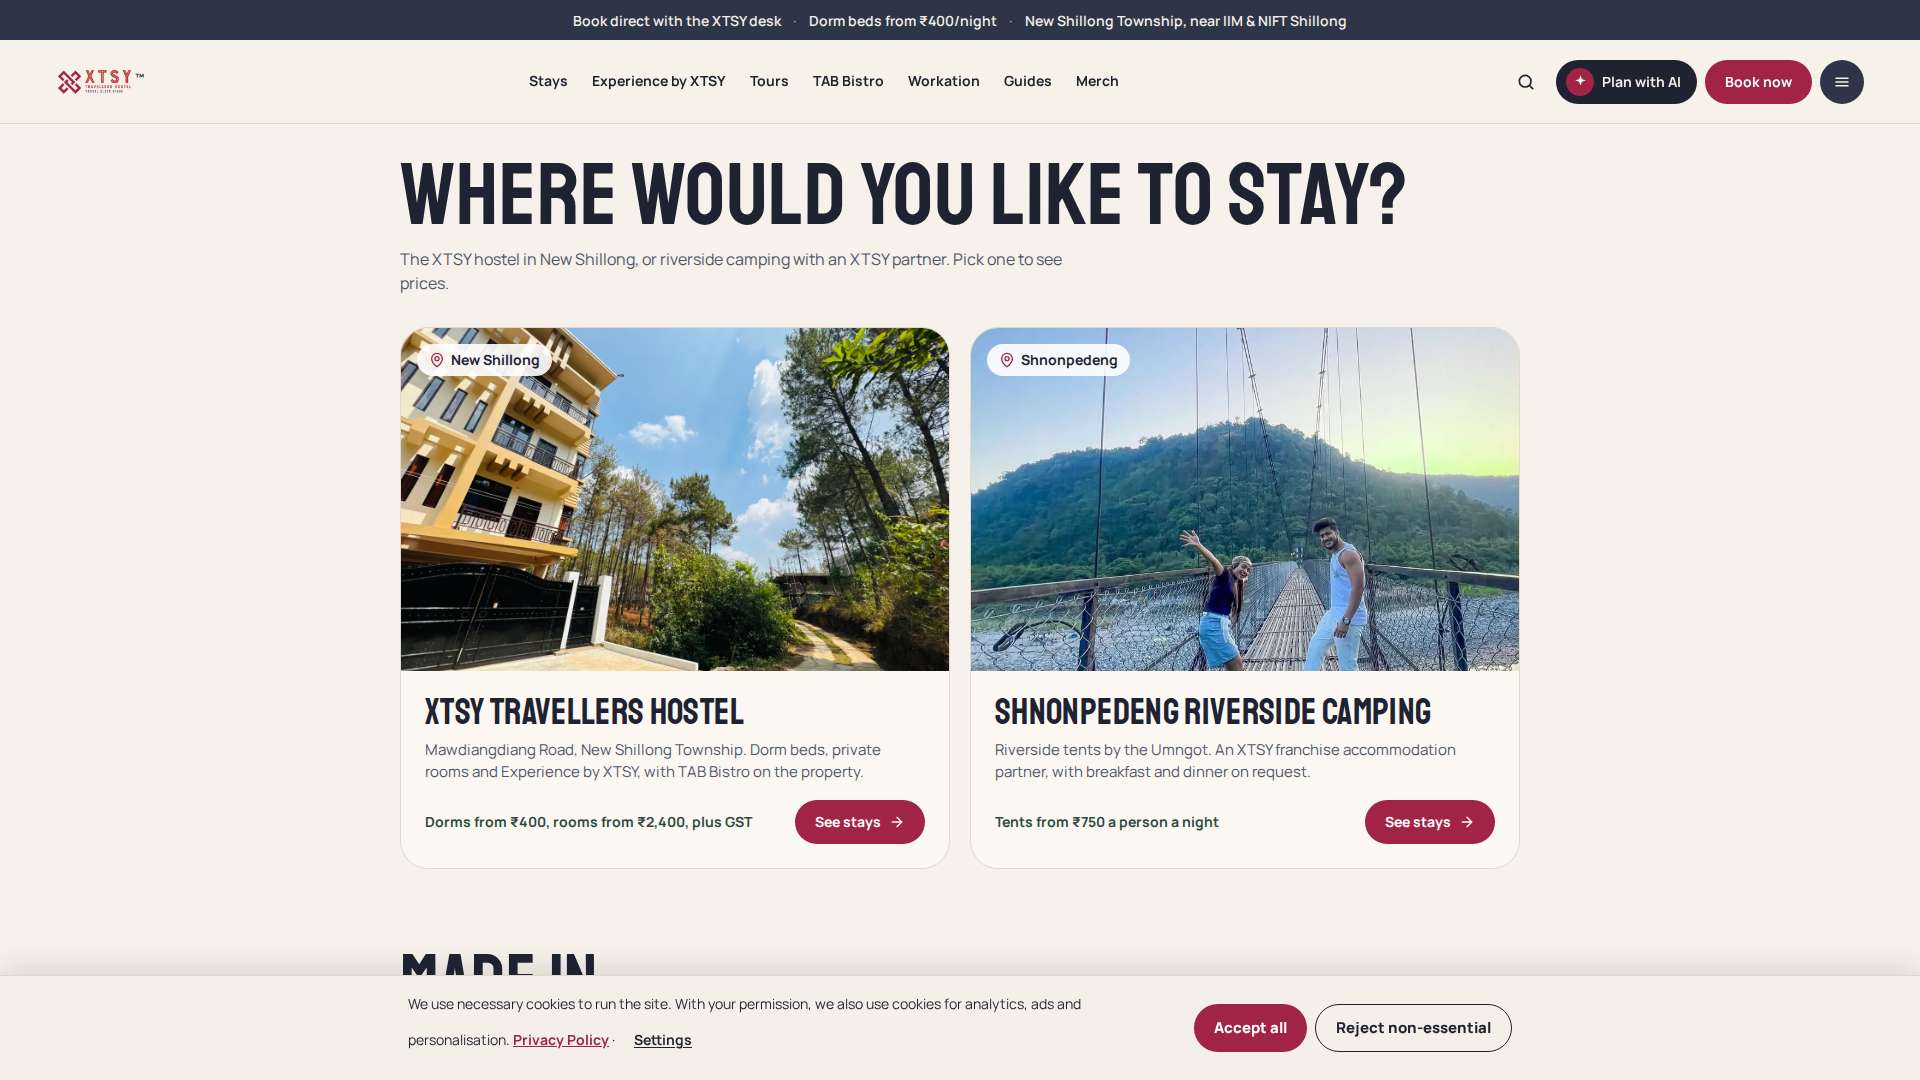 Book direct with the XTSY desk · Dorm beds from ₹400/night · New Shillong Township, near IIM & NIFT Shillong
XTSY ™
TRAVELLERS HOSTEL
Stays Experience by XTSY Tours TAB Bistro Workation Guides Merch
Plan with AI
Book now
WHERE WOULD YOU LIKE TO STAY?
The XTSY hostel in New Shillong, or riverside camping with an XTSY partner. Pick one to see
prices.
New Shillong
Shnonpedeng
XTSY TRAVELLERS HOSTEL
Mawdiangdiang Road, New Shillong Township. Dorm beds, private
rooms and Experience by XTSY, with TAB Bistro on the property.
Dorms from ₹400, rooms from ₹2,400, plus GST
See stays
SHNONPEDENG RIVERSIDE CAMPING
Riverside tents by the Umngot. An XTSY franchise accommodation
partner, with breakfast and dinner on request.
Tents from ₹750 a person a night
See stays
MADE IN
We use necessary cookies to run the site. With your permission, we also use cookies for analytics, ads and
personalisation. Privacy Policy · Settings
Accept all
Reject non-essential